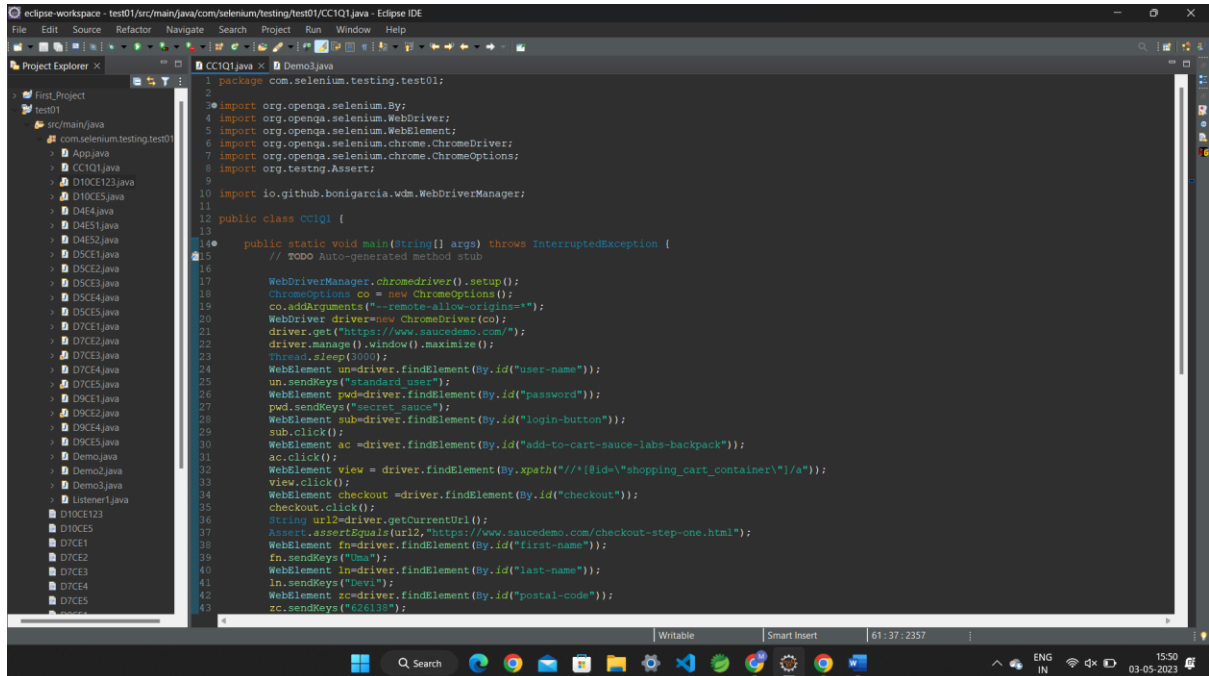 eclipse-workspace - test01/src/main/java/com/selenium/testing/test01/CC1Q1.java - Eclipse IDE
File Edit Source Refactor Navigate Search Project Run Window Help
Project Explorer
First_Project
test01
src/main/java
com.selenium.testing.test01
App.java
CC1Q1.java
D10CE123.java
D10CE5.java
D4E4.java
D4E51.java
D4E52.java
D5CE1.java
D5CE2.java
D5CE3.java
D5CE4.java
D5CE5.java
D7CE1.java
D7CE2.java
D7CE3.java
D7CE4.java
D7CE5.java
D9CE1.java
D9CE2.java
D9CE4.java
D9CE5.java
Demo.java
Demo2.java
Demo3.java
Listener1.java
D10CE123
D10CE5
D7CE1
D7CE2
D7CE3
D7CE4
D7CE5
CC1Q1.java Demo3.java
1 package com.selenium.testing.test01;
2
3 import org.openqa.selenium.By;
4 import org.openqa.selenium.WebDriver;
5 import org.openqa.selenium.WebElement;
6 import org.openqa.selenium.chrome.ChromeDriver;
7 import org.openqa.selenium.chrome.ChromeOptions;
8 import org.testng.Assert;
9
10 import io.github.bonigarcia.wdm.WebDriverManager;
11
12 public class CC1Q1 {
13
14 public static void main(String[] args) throws InterruptedException {
15 // TODO Auto-generated method stub
16
17 WebDriverManager.chromedriver().setup();
18 ChromeOptions co = new ChromeOptions();
19 co.addArguments("--remote-allow-origins=*");
20 WebDriver driver=new ChromeDriver(co);
21 driver.get("https://www.saucedemo.com/");
22 driver.manage().window().maximize();
23 Thread.sleep(3000);
24 WebElement un=driver.findElement(By.id("user-name"));
25 un.sendKeys("standard_user");
26 WebElement pwd=driver.findElement(By.id("password"));
27 pwd.sendKeys("secret_sauce");
28 WebElement sub=driver.findElement(By.id("login-button"));
29 sub.click();
30 WebElement ac =driver.findElement(By.id("add-to-cart-sauce-labs-backpack"));
31 ac.click();
32 WebElement view = driver.findElement(By.xpath("//*[@id=\"shopping_cart_container\"]/a"));
33 view.click();
34 WebElement checkout =driver.findElement(By.id("checkout"));
35 checkout.click();
36 String url2=driver.getCurrentUrl();
37 Assert.assertEquals(url2,"https://www.saucedemo.com/checkout-step-one.html");
38 WebElement fn=driver.findElement(By.id("first-name"));
39 fn.sendKeys("Uma");
40 WebElement ln=driver.findElement(By.id("last-name"));
41 ln.sendKeys("Devi");
42 WebElement zc=driver.findElement(By.id("postal-code"));
43 zc.sendKeys("626138");
Writable Smart Insert 61 : 37 : 2357
Search
ENG
IN
15:50
03-05-2023